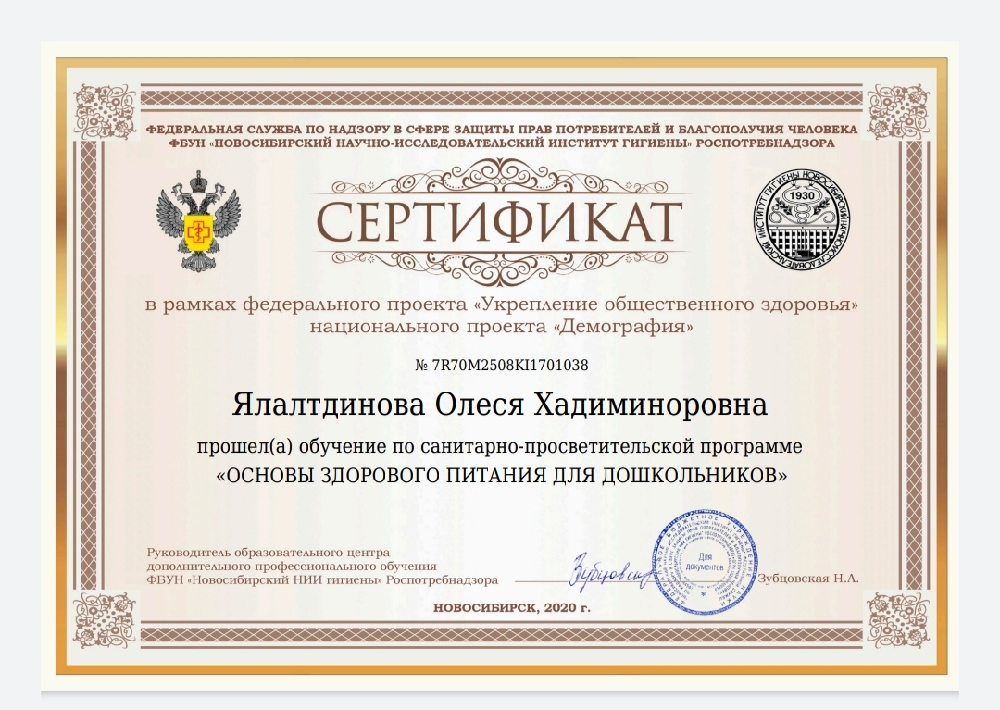 ФЕДЕРАЛЬНАЯ СЛУЖБА ПО НАДЗОРУ В СФЕРЕ ЗАЩИТЫ ПРАВ ПОТРЕБИТЕЛЕЙ И БЛАГОПОЛУЧИЯ ЧЕЛОВЕКА
ФБУН «НОВОСИБИРСКИЙ НАУЧНО-ИССЛЕДОВАТЕЛЬСКИЙ ИНСТИТУТ ГИГИЕНЫ» РОСПОТРЕБНАДЗОРА
СЕРТИФИКАТ
1930
ИНСТИТУТ ГИГИЕНЫ НОВОСИБИРСКИЙ НАУЧНО-ИССЛЕДОВАТЕЛЬСКИЙ
в рамках федерального проекта «Укрепление общественного здоровья»
национального проекта «Демография»
№ 7R70M2508KI1701038
Ялалтдинова Олеся Хадиминоровна
прошел(а) обучение по санитарно-просветительской программе
«ОСНОВЫ ЗДОРОВОГО ПИТАНИЯ ДЛЯ ДОШКОЛЬНИКОВ»
Руководитель образовательного центра
дополнительного профессионального обучения
ФБУН «Новосибирский НИИ гигиены» Роспотребнадзора
Зубцовская Н.А.
Для
документов
НОВОСИБИРСК, 2020 г.